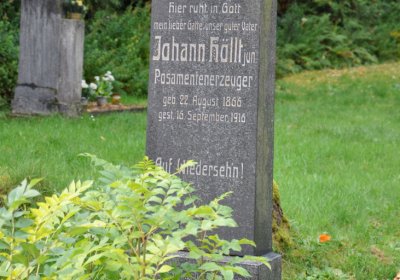 Hier ruht in Gott
mein lieber Gatte, unser guter Vater
Johann Höllt jun.
Posamentenerzeuger
geb. 22. August 1866
gest. 16. September 1916
Auf Wiedersehn!